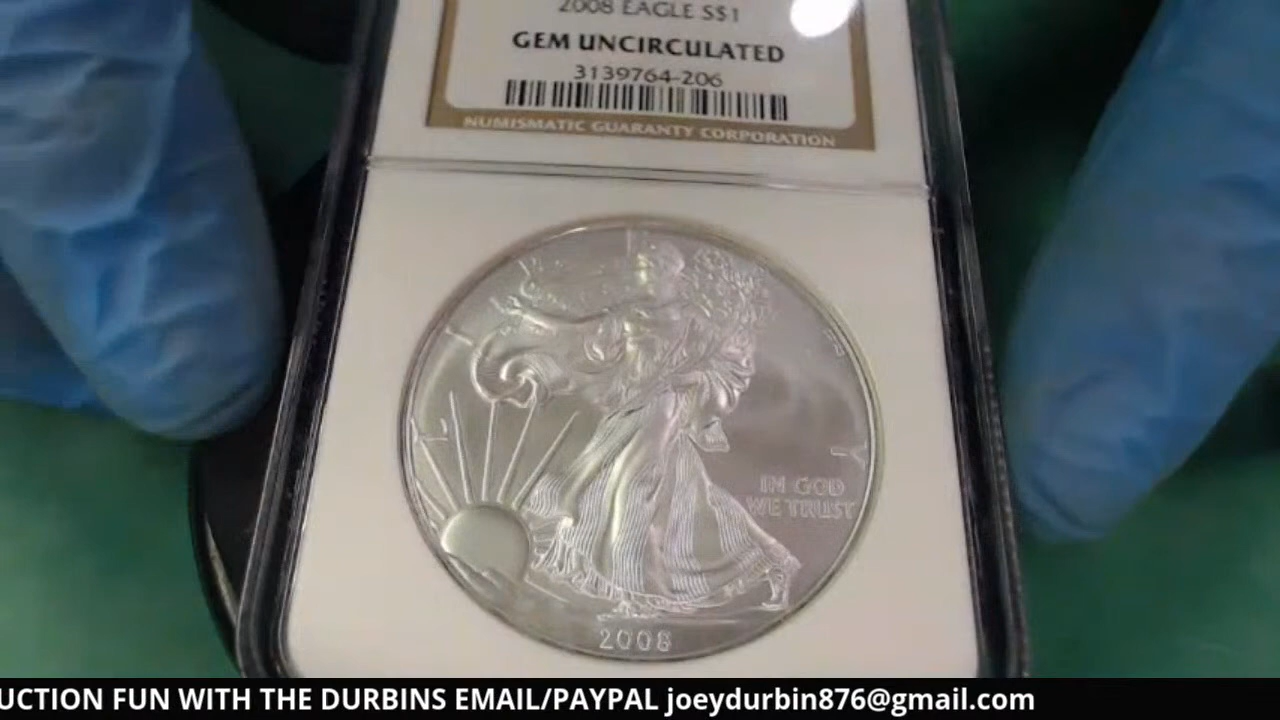 2008 EAGLE S$1
GEM UNCIRCULATED
3139764-206
NUMISMATIC GUARANTY CORPORATION
IN GOD
WE TRUST
2008
UCTION FUN WITH THE DURBINS EMAIL/PAYPAL joeydurbin876@gmail.com